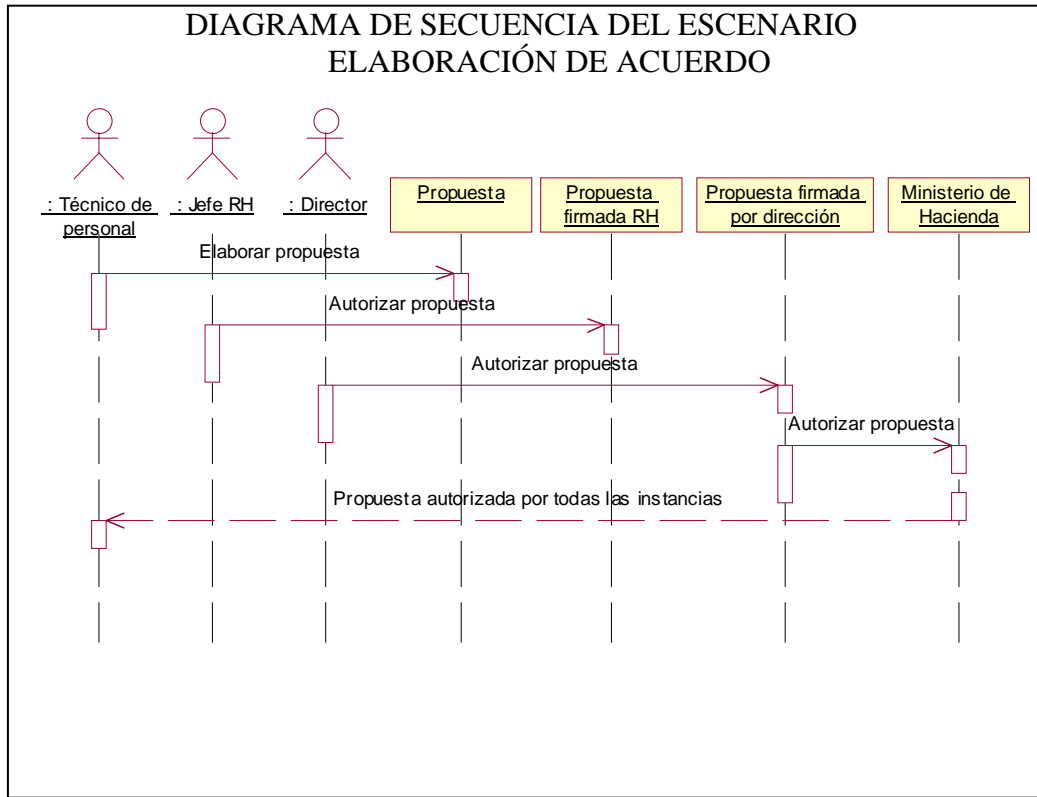 DIAGRAMA DE SECUENCIA DEL ESCENARIO
ELABORACIÓN DE ACUERDO
: Técnico de
personal
: Jefe RH
: Director
Propuesta
Propuesta
firmada RH
Propuesta firmada
por dirección
Ministerio de
Hacienda
Elaborar propuesta
Autorizar propuesta
Autorizar propuesta
Autorizar propuesta
Propuesta autorizada por todas las instancias